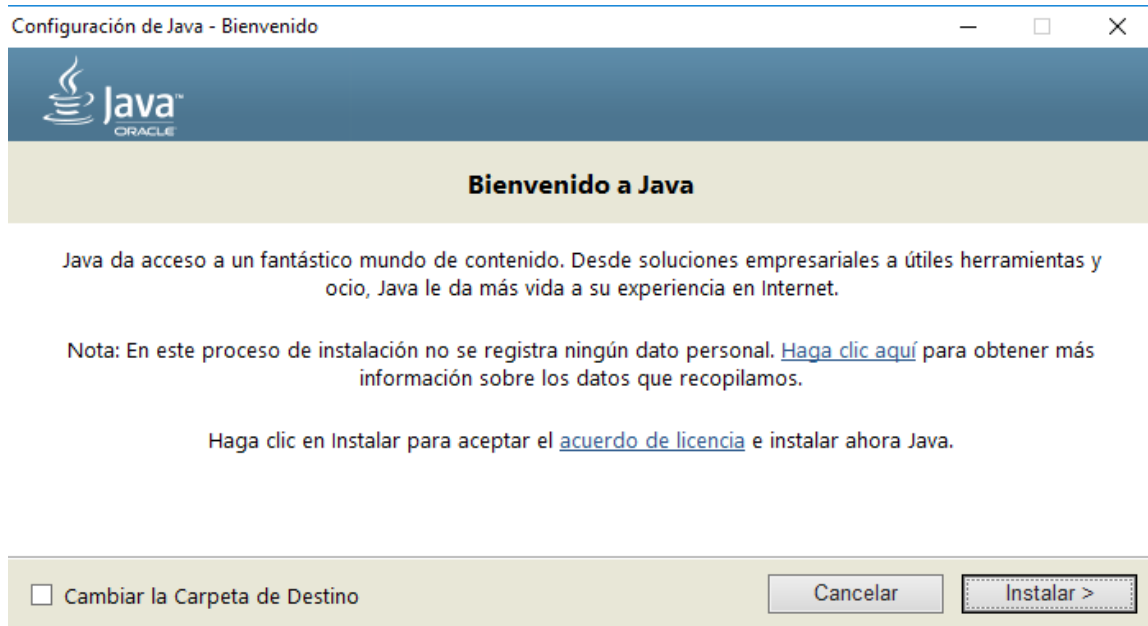 Configuración de Java - Bienvenido
Java™
ORACLE
Bienvenido a Java
Java da acceso a un fantástico mundo de contenido. Desde soluciones empresariales a útiles herramientas y
ocio, Java le da más vida a su experiencia en Internet.
Nota: En este proceso de instalación no se registra ningún dato personal. Haga clic aquí para obtener más
información sobre los datos que recopilamos.
Haga clic en Instalar para aceptar el acuerdo de licencia e instalar ahora Java.
Cambiar la Carpeta de Destino
Cancelar
Instalar >